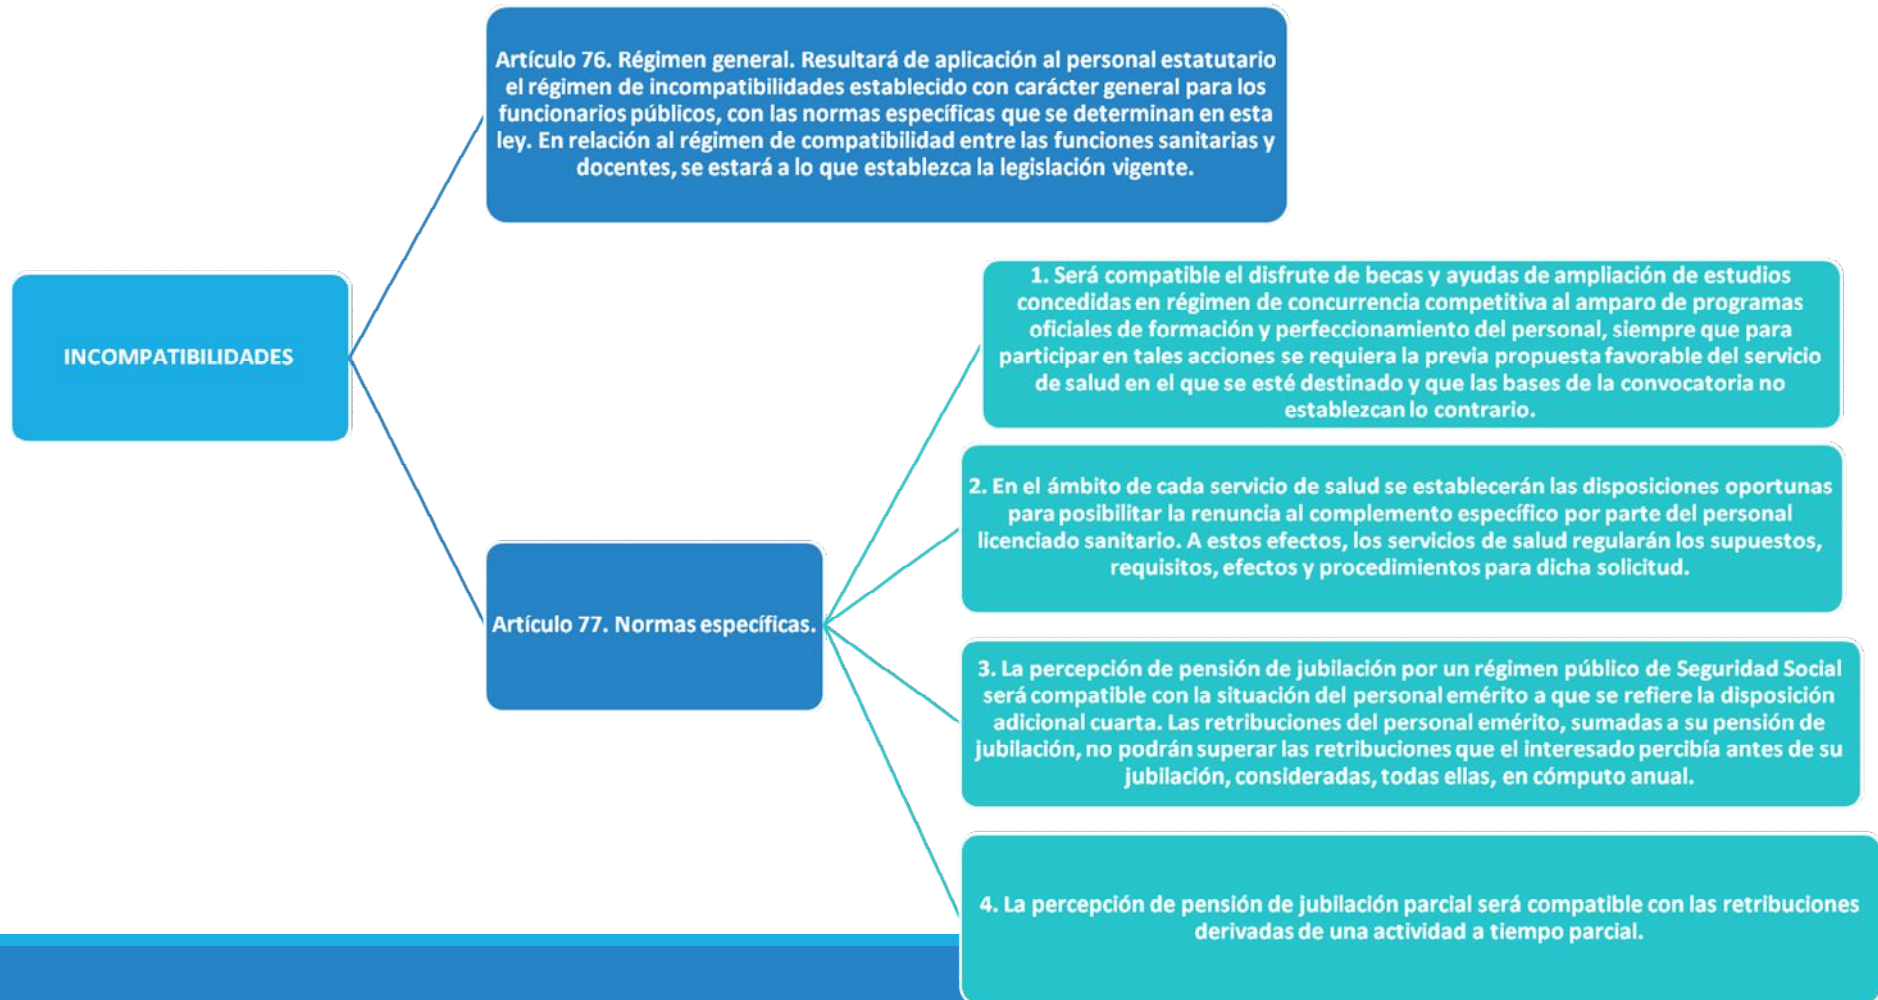 Artículo 76. Régimen general. Resultará de aplicación al personal estatutario
el régimen de incompatibilidades establecido con carácter general para los
funcionarios públicos, con las normas específicas que se determinan en esta
ley. En relación al régimen de compatibilidad entre las funciones sanitarias y
docentes, se estará a lo que establezca la legislación vigente.
INCOMPATIBILIDADES
Artículo 77. Normas específicas.
1. Será compatible el disfrute de becas y ayudas de ampliación de estudios
concedidas en régimen de concurrencia competitiva al amparo de programas
oficiales de formación y perfeccionamiento del personal, siempre que para
participar en tales acciones se requiera la previa propuesta favorable del servicio
de salud en el que se esté destinado y que las bases de la convocatoria no
establezcan lo contrario.
2. En el ámbito de cada servicio de salud se establecerán las disposiciones oportunas
para posibilitar la renuncia al complemento específico por parte del personal
licenciado sanitario. A estos efectos, los servicios de salud regularán los supuestos,
requisitos, efectos y procedimientos para dicha solicitud.
3. La percepción de pensión de jubilación por un régimen público de Seguridad Social
será compatible con la situación del personal emérito a que se refiere la disposición
adicional cuarta. Las retribuciones del personal emérito, sumadas a su pensión de
jubilación, no podrán superar las retribuciones que el interesado percibía antes de su
jubilación, consideradas, todas ellas, en cómputo anual.
4. La percepción de pensión de jubilación parcial será compatible con las retribuciones
derivadas de una actividad a tiempo parcial.